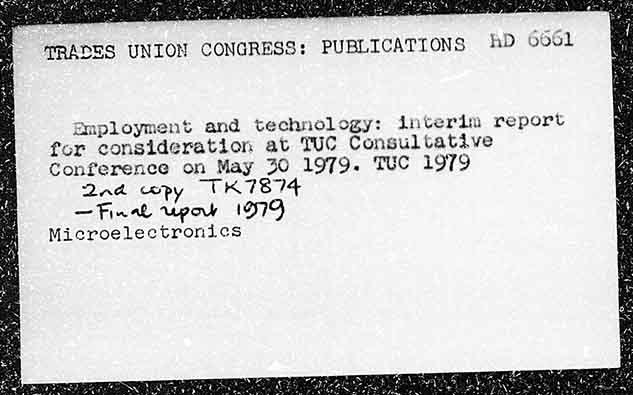 TRADES UNION CONGRESS: PUBLICATIONS HD 6661
Employment and technology: interim report
for consideration at TUC Consultative
Conference on May 30 1979. TUC 1979
2nd copy TK7874
- Final report 1979
Microelectronics